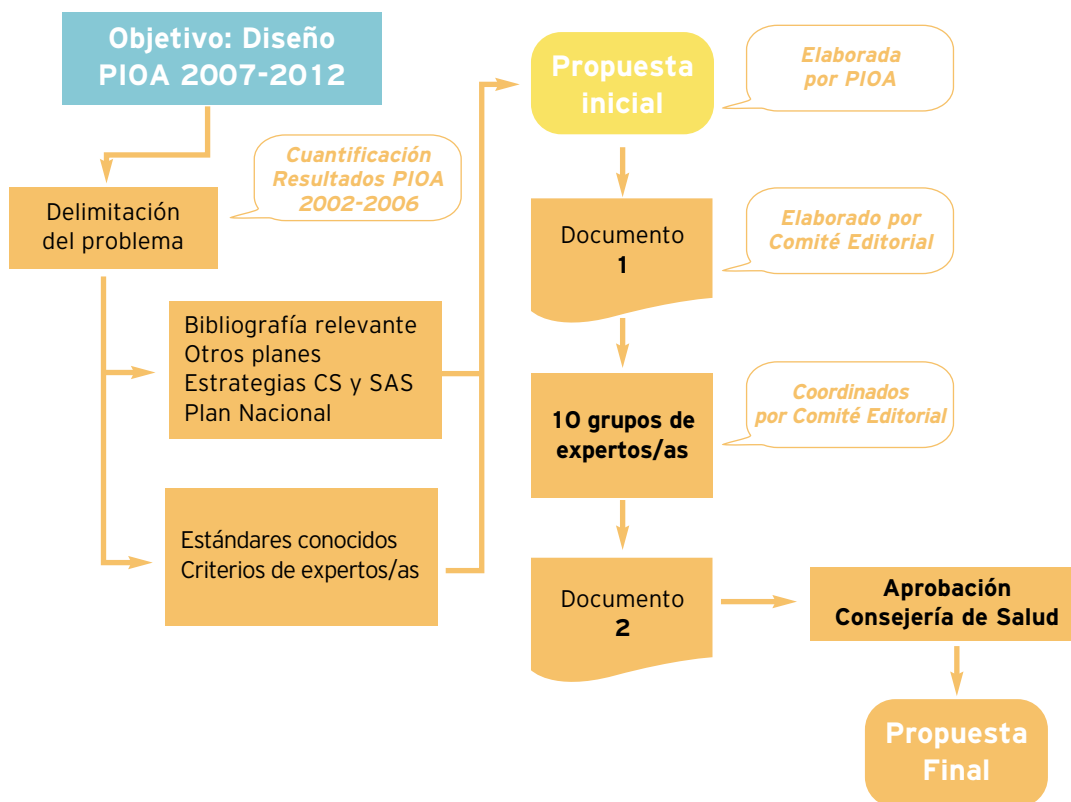 Objetivo: Diseño
PIOA 2007-2012
Cuantificación
Resultados PIOA
2002-2006
Delimitación
del problema
Bibliografía relevante
Otros planes
Estrategias CS y SAS
Plan Nacional
Estándares conocidos
Criterios de expertos/as
Propuesta
inicial
Elaborada
por PIOA
Documento
1
Elaborado por
Comité Editorial
10 grupos de
expertos/as
Coordinados
por Comité Editorial
Documento
2
Aprobación
Consejería de Salud
Propuesta
Final